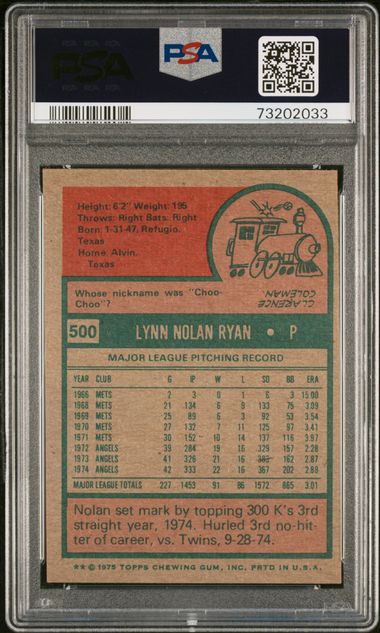 PSA
PSA
73202033
Height: 6'2" Weight: 195
Throws: Right Bats: Right
Born: 1-31-47, Refugio,
Texas
Home: Alvin,
Texas
Whose nickname was "Choo-
Choo"?
CLARENCE
COLEMAN
500 LYNN NOLAN RYAN • P
MAJOR LEAGUE PITCHING RECORD
YEAR CLUB G IP W L SO BB ERA
1966 METS 2 3 0 1 6 3 15.00
1968 METS 21 134 6 9 133 75 3.09
1969 METS 25 89 6 3 92 53 3.54
1970 METS 27 132 7 11 125 97 3.41
1971 METS 30 152 10 14 137 116 3.97
1972 ANGELS 39 284 19 16 329 157 2.28
1973 ANGELS 41 326 21 16 383 162 2.87
1974 ANGELS 42 333 22 16 367 202 2.89
MAJOR LEAGUE TOTALS 227 1453 91 86 1572 865 3.01
Nolan set mark by topping 300 K's 3rd
straight year, 1974. Hurled 3rd no-hit-
ter of career, vs. Twins, 9-28-74.
** © 1975 TOPPS CHEWING GUM, INC. PRTD IN U.S.A.